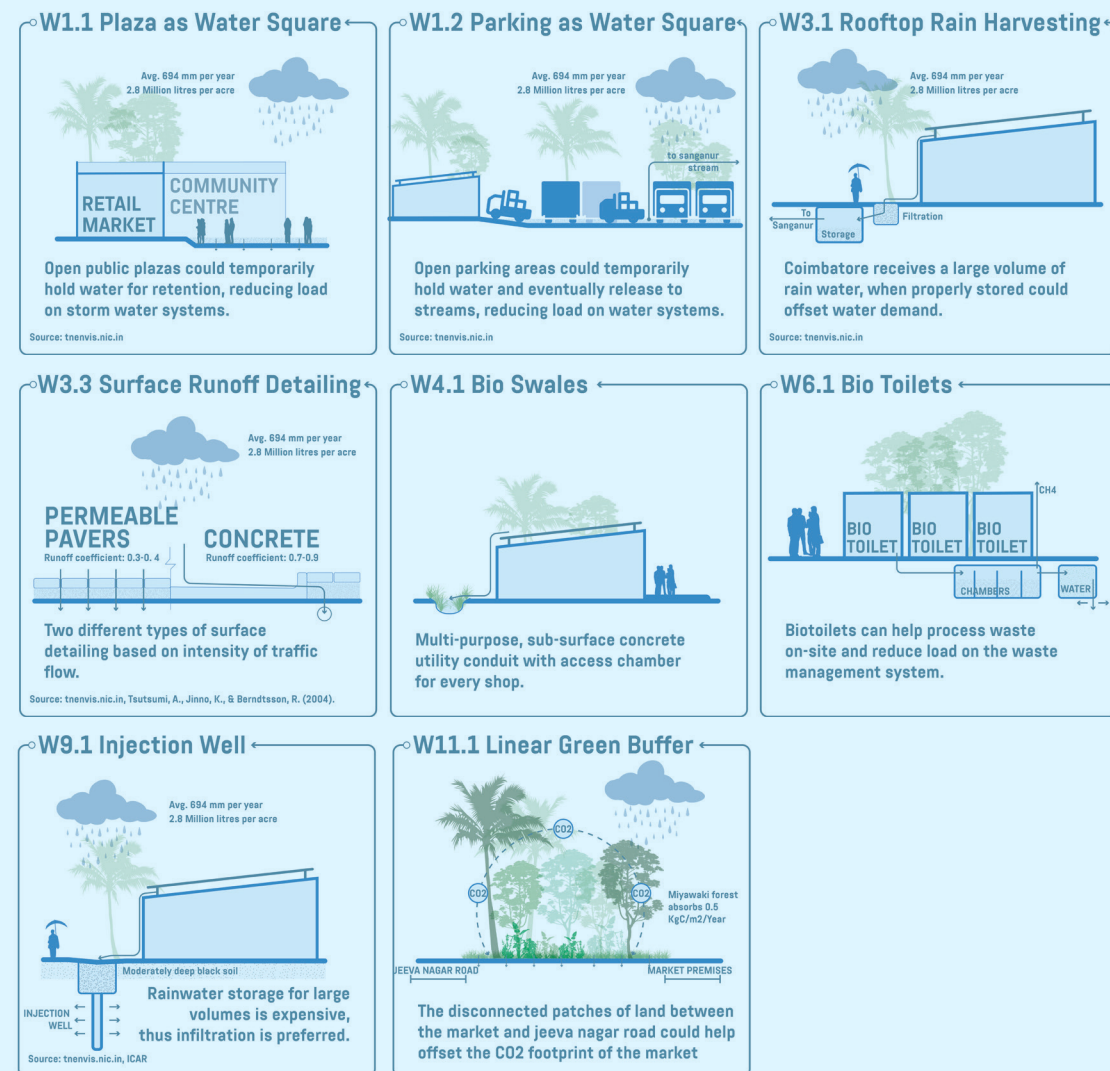 W1.1 Plaza as Water Square
Avg. 694 mm per year
2.8 Million litres per acre
RETAIL
MARKET
COMMUNITY
CENTRE
Open public plazas could temporarily
hold water for retention, reducing load
on storm water systems.
Source: tnenvis.nic.in
W1.2 Parking as Water Square
Avg. 694 mm per year
2.8 Million litres per acre
to sanganur
stream
Open parking areas could temporarily
hold water and eventually release to
streams, reducing load on water systems.
Source: tnenvis.nic.in
W3.1 Rooftop Rain Harvesting
Avg. 694 mm per year
2.8 Million litres per acre
To
Sanganur
Storage
Filtration
Coimbatore receives a large volume of
rain water, when properly stored could
offset water demand.
Source: tnenvis.nic.in
W3.3 Surface Runoff Detailing
Avg. 694 mm per year
2.8 Million litres per acre
PERMEABLE
PAVERS
Runoff coefficient: 0.3-0. 4
CONCRETE
Runoff coefficient: 0.7-0.9
Two different types of surface
detailing based on intensity of traffic
flow.
Source: tnenvis.nic.in, Tsutsumi, A., Jinno, K., & Berndtsson, R. (2004).
W4.1 Bio Swales
Multi-purpose, sub-surface concrete
utility conduit with access chamber
for every shop.
W6.1 Bio Toilets
CH4
BIO
TOILET
BIO
TOILET
BIO
TOILET
CHAMBERS
WATER
Biotoilets can help process waste
on-site and reduce load on the waste
management system.
W9.1 Injection Well
Avg. 694 mm per year
2.8 Million litres per acre
Moderately deep black soil
INJECTION
WELL
Rainwater storage for large
volumes is expensive,
thus infiltration is preferred.
Source: tnenvis.nic.in, ICAR
W11.1 Linear Green Buffer
CO2
CO2
CO2
Miyawaki forest
absorbs 0.5
KgC/m2/Year
JEEVA NAGAR ROAD
MARKET PREMISES
The disconnected patches of land between
the market and jeeva nagar road could help
offset the CO2 footprint of the market